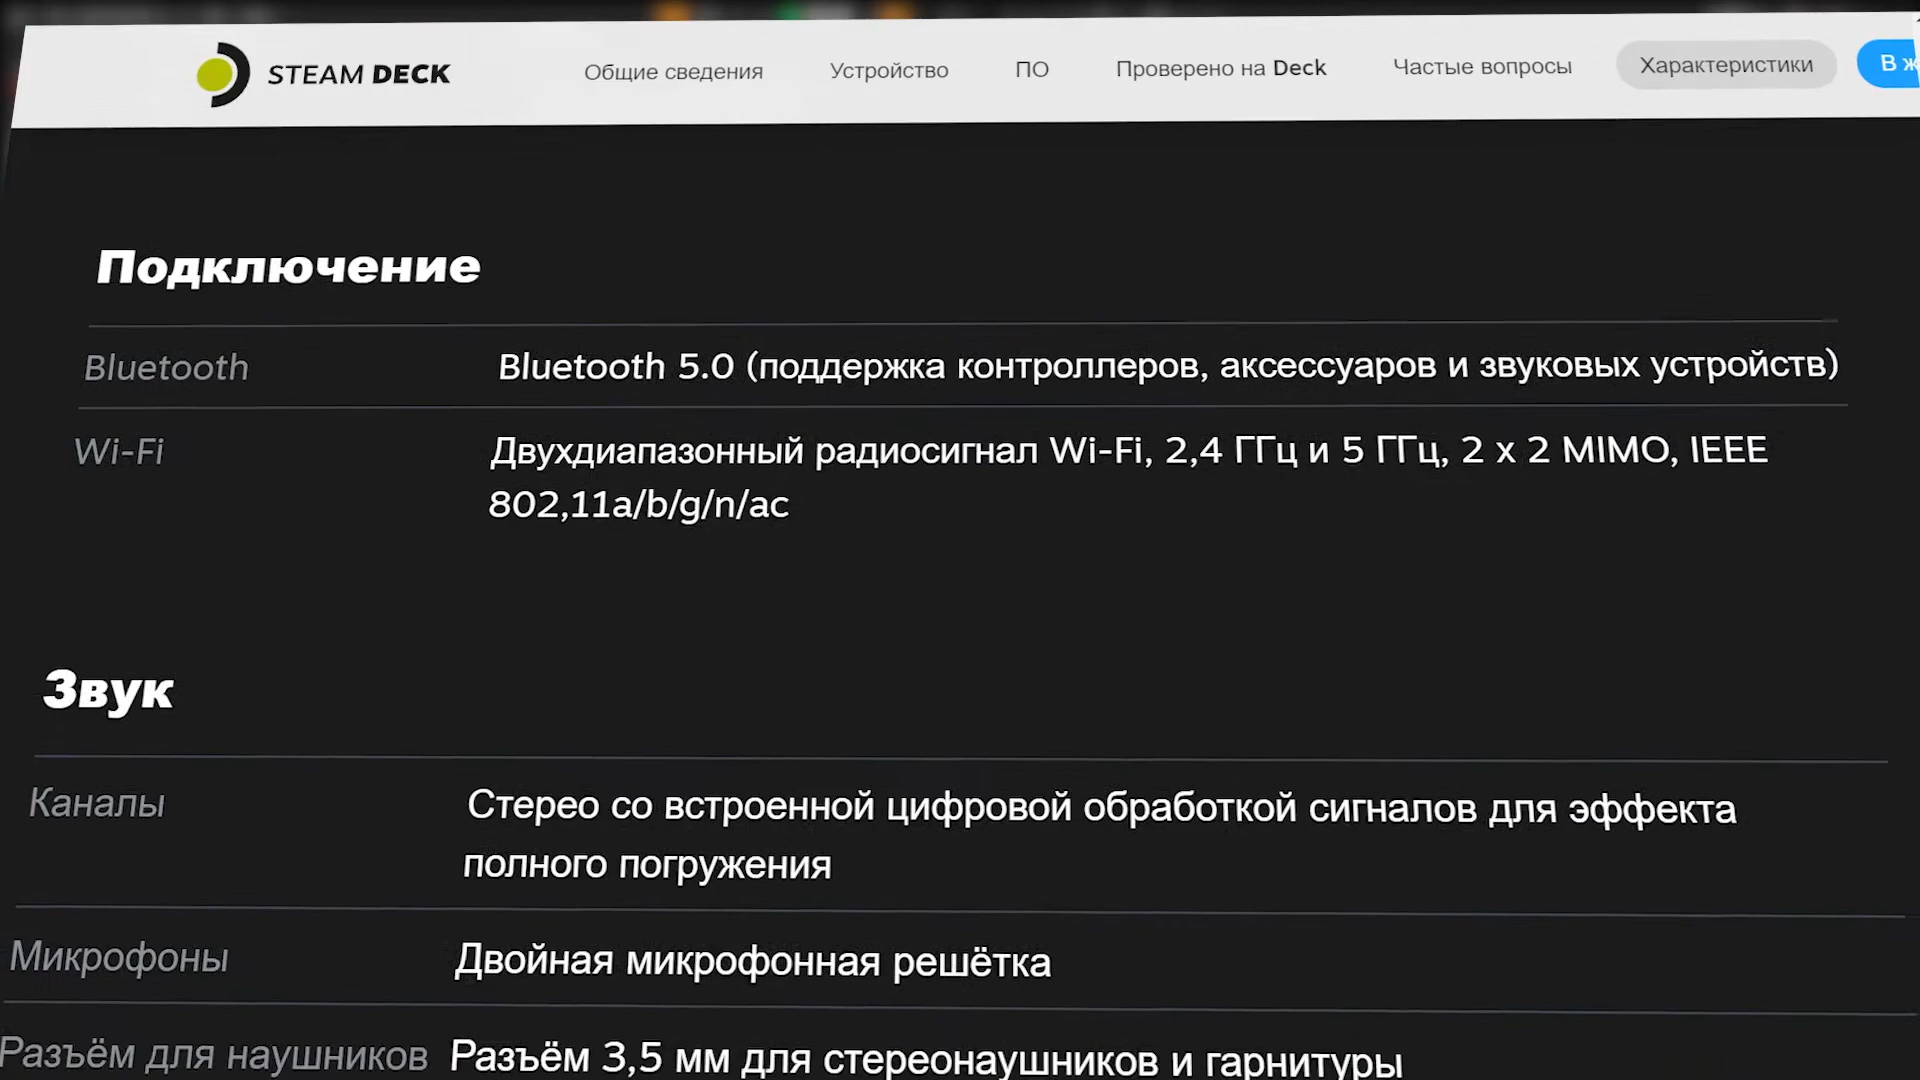 STEAM DECK
Общие сведения
Устройство
ПО
Проверено на Deck
Частые вопросы
Характеристики
В ж
Подключение
Bluetooth
Bluetooth 5.0 (поддержка контроллеров, аксессуаров и звуковых устройств)
Wi-Fi
Двухдиапазонный радиосигнал Wi-Fi, 2,4 ГГц и 5 ГГц, 2 x 2 MIMO, IEEE
802,11a/b/g/n/ac
Звук
Каналы
Стерео со встроенной цифровой обработкой сигналов для эффекта
полного погружения
Микрофоны
Двойная микрофонная решётка
Разъём для наушников
Разъём 3,5 мм для стереонаушников и гарнитуры